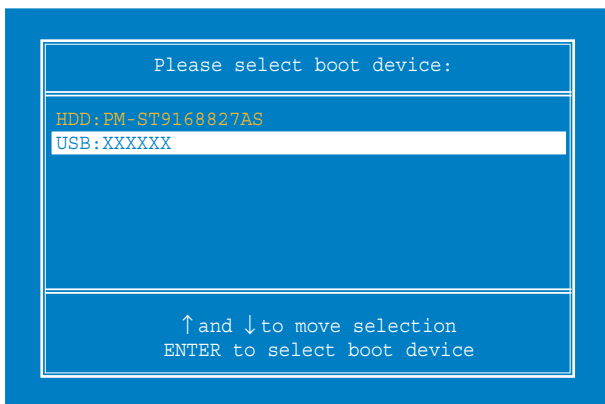 Please select boot device:
HDD:PM-ST9168827AS
USB:XXXXXX
↑and ↓to move selection
ENTER to select boot device